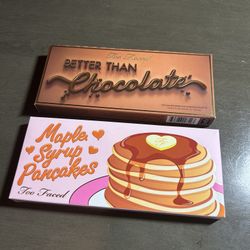 Too Faced
BETTER THAN
Chocolate
Maple
Syrup
Pancakes
Too Faced